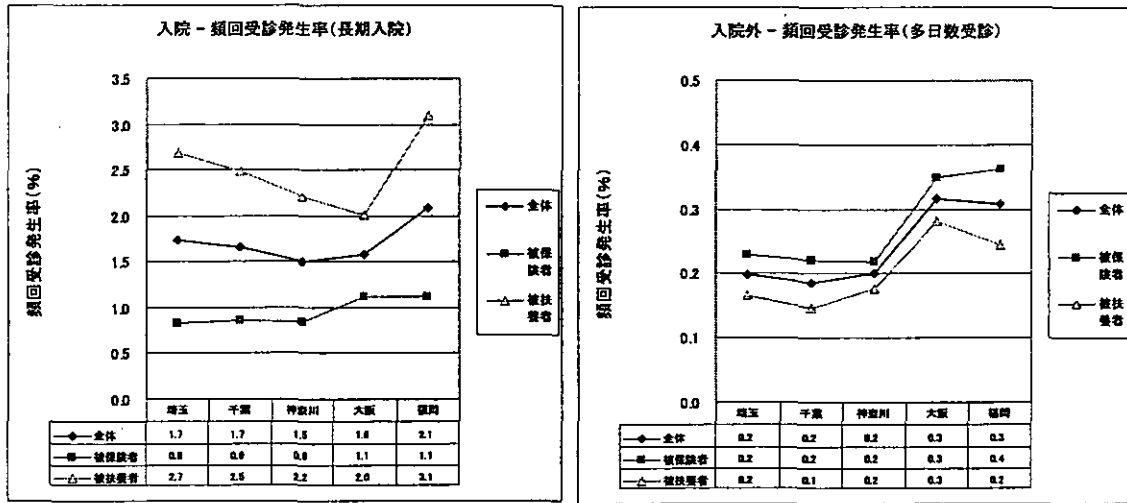 入院 - 頻回受診発生率(長期入院)
頻回受診発生率(%)
3.5
3.0
2.5
2.0
1.5
1.0
0.5
0.0
全体
被保険者
被扶養者
埼玉 千葉 神奈川 大阪 福岡
全体 1.7 1.7 1.5 1.6 2.1
被保険者 0.8 0.9 0.8 1.1 1.1
被扶養者 2.7 2.5 2.2 2.0 3.1
入院外 - 頻回受診発生率(多日数受診)
頻回受診発生率(%)
0.5
0.4
0.3
0.2
0.1
0.0
全体
被保険者
被扶養者
埼玉 千葉 神奈川 大阪 福岡
全体 0.2 0.2 0.2 0.3 0.3
被保険者 0.2 0.2 0.2 0.3 0.4
被扶養者 0.2 0.1 0.2 0.3 0.2